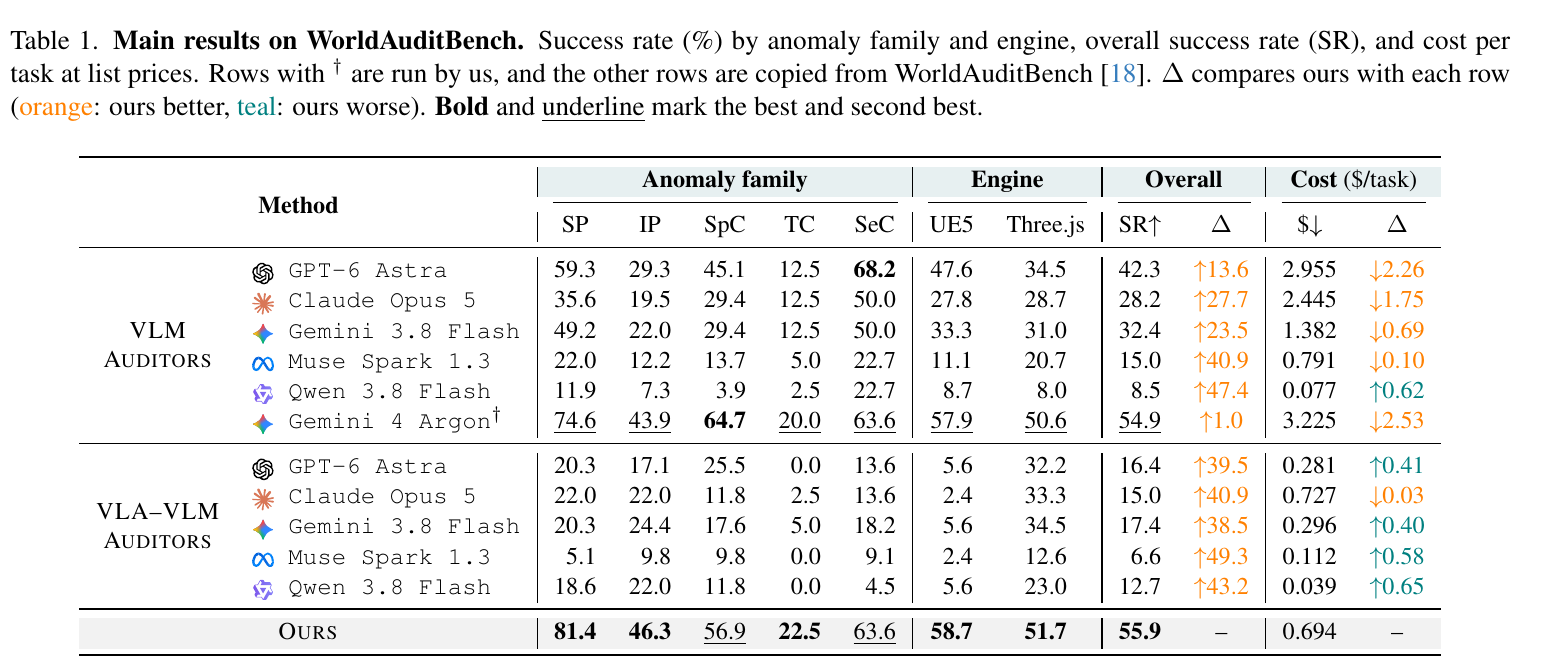 Table 1. Main results on WorldAuditBench. Success rate (%) by anomaly family and engine, overall success rate (SR), and cost per
task at list prices. Rows with † are run by us, and the other rows are copied from WorldAuditBench [18]. Δ compares ours with each row
(orange: ours better, teal: ours worse). Bold and underline mark the best and second best.
Method Anomaly family Engine Overall Cost ($/task)
SP IP SpC TC SeC UE5 Three.js SR↑ Δ $↓ Δ
VLM AUDITORS
GPT-6 Astra 59.3 29.3 45.1 12.5 68.2 47.6 34.5 42.3 ↑13.6 2.955 ↓2.26
Claude Opus 5 35.6 19.5 29.4 12.5 50.0 27.8 28.7 28.2 ↑27.7 2.445 ↓1.75
Gemini 3.8 Flash 49.2 22.0 29.4 12.5 50.0 33.3 31.0 32.4 ↑23.5 1.382 ↓0.69
Muse Spark 1.3 22.0 12.2 13.7 5.0 22.7 11.1 20.7 15.0 ↑40.9 0.791 ↓0.10
Qwen 3.8 Flash 11.9 7.3 3.9 2.5 22.7 8.7 8.0 8.5 ↑47.4 0.077 ↑0.62
Gemini 4 Argon† 74.6 43.9 64.7 20.0 63.6 57.9 50.6 54.9 ↑1.0 3.225 ↓2.53
VLA–VLM AUDITORS
GPT-6 Astra 20.3 17.1 25.5 0.0 13.6 5.6 32.2 16.4 ↑39.5 0.281 ↑0.41
Claude Opus 5 22.0 22.0 11.8 2.5 13.6 2.4 33.3 15.0 ↑40.9 0.727 ↓0.03
Gemini 3.8 Flash 20.3 24.4 17.6 5.0 18.2 5.6 34.5 17.4 ↑38.5 0.296 ↑0.40
Muse Spark 1.3 5.1 9.8 9.8 0.0 9.1 2.4 12.6 6.6 ↑49.3 0.112 ↑0.58
Qwen 3.8 Flash 18.6 22.0 11.8 0.0 4.5 5.6 23.0 12.7 ↑43.2 0.039 ↑0.65
OURS 81.4 46.3 56.9 22.5 63.6 58.7 51.7 55.9 – 0.694 –